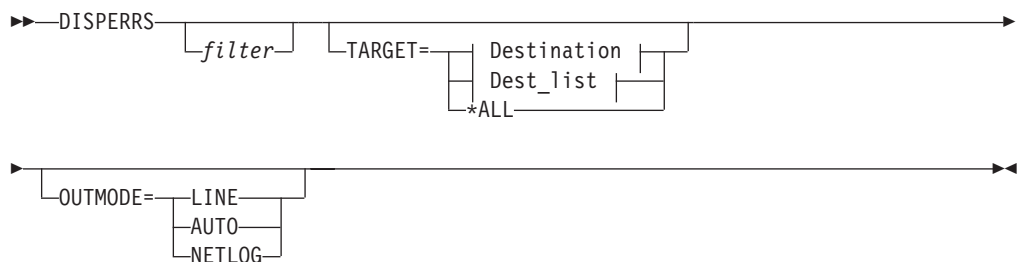 DISPERRS
filter
TARGET= Destination
Dest_list
*ALL
OUTMODE= LINE
AUTO
NETLOG